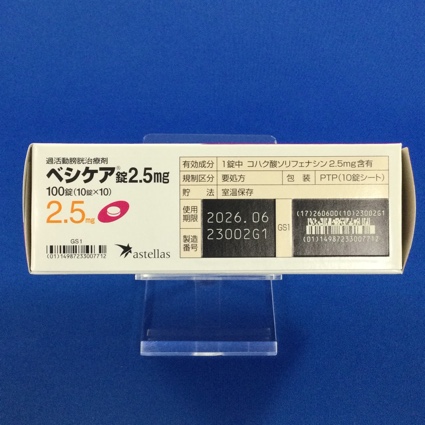 過活動膀胱治療剤
ベシケア®錠2.5mg
100錠(10錠×10)
2.5mg
GS1
(01)14987233007712
astellas
有効成分 1錠中 コハク酸ソリフェナシン2.5mg含有
規制区分 要処方 包装 PTP(10錠シート)
貯法 室温保存
使用期限 2026.06
製造番号 23002G1
GS1
(17)260600(10)23002G1
(01)14987233007712